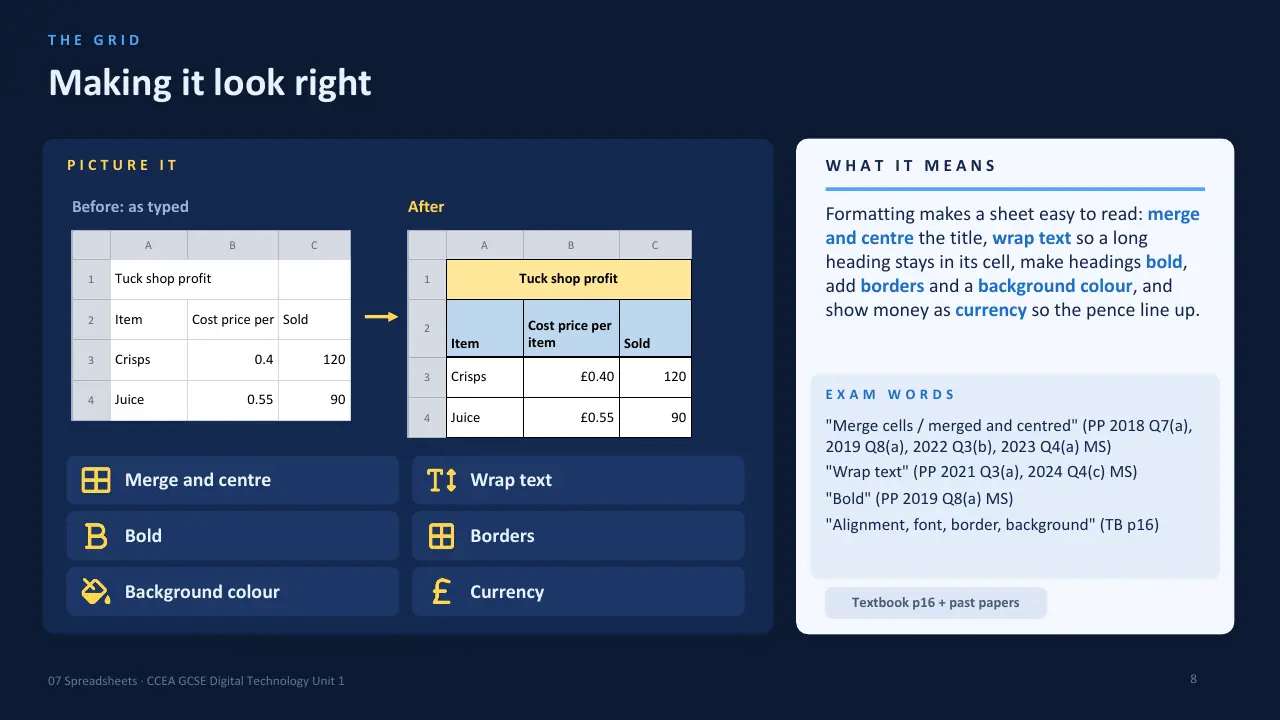 THE GRID
Making it look right
PICTURE IT
Before: as typed
A B C
1 Tuck shop profit
2 Item Cost price per Sold
3 Crisps 0.4 120
4 Juice 0.55 90
After
A B C
1 Tuck shop profit
2 Item Cost price per item Sold
3 Crisps £0.40 120
4 Juice £0.55 90
Merge and centre
Wrap text
Bold
Borders
Background colour
Currency
WHAT IT MEANS
Formatting makes a sheet easy to read: merge
and centre the title, wrap text so a long
heading stays in its cell, make headings bold,
add borders and a background colour, and
show money as currency so the pence line up.
EXAM WORDS
"Merge cells / merged and centred" (PP 2018 Q7(a),
2019 Q8(a), 2022 Q3(b), 2023 Q4(a) MS)
"Wrap text" (PP 2021 Q3(a), 2024 Q4(c) MS)
"Bold" (PP 2019 Q8(a) MS)
"Alignment, font, border, background" (TB p16)
Textbook p16 + past papers
07 Spreadsheets · CCEA GCSE Digital Technology Unit 1
8